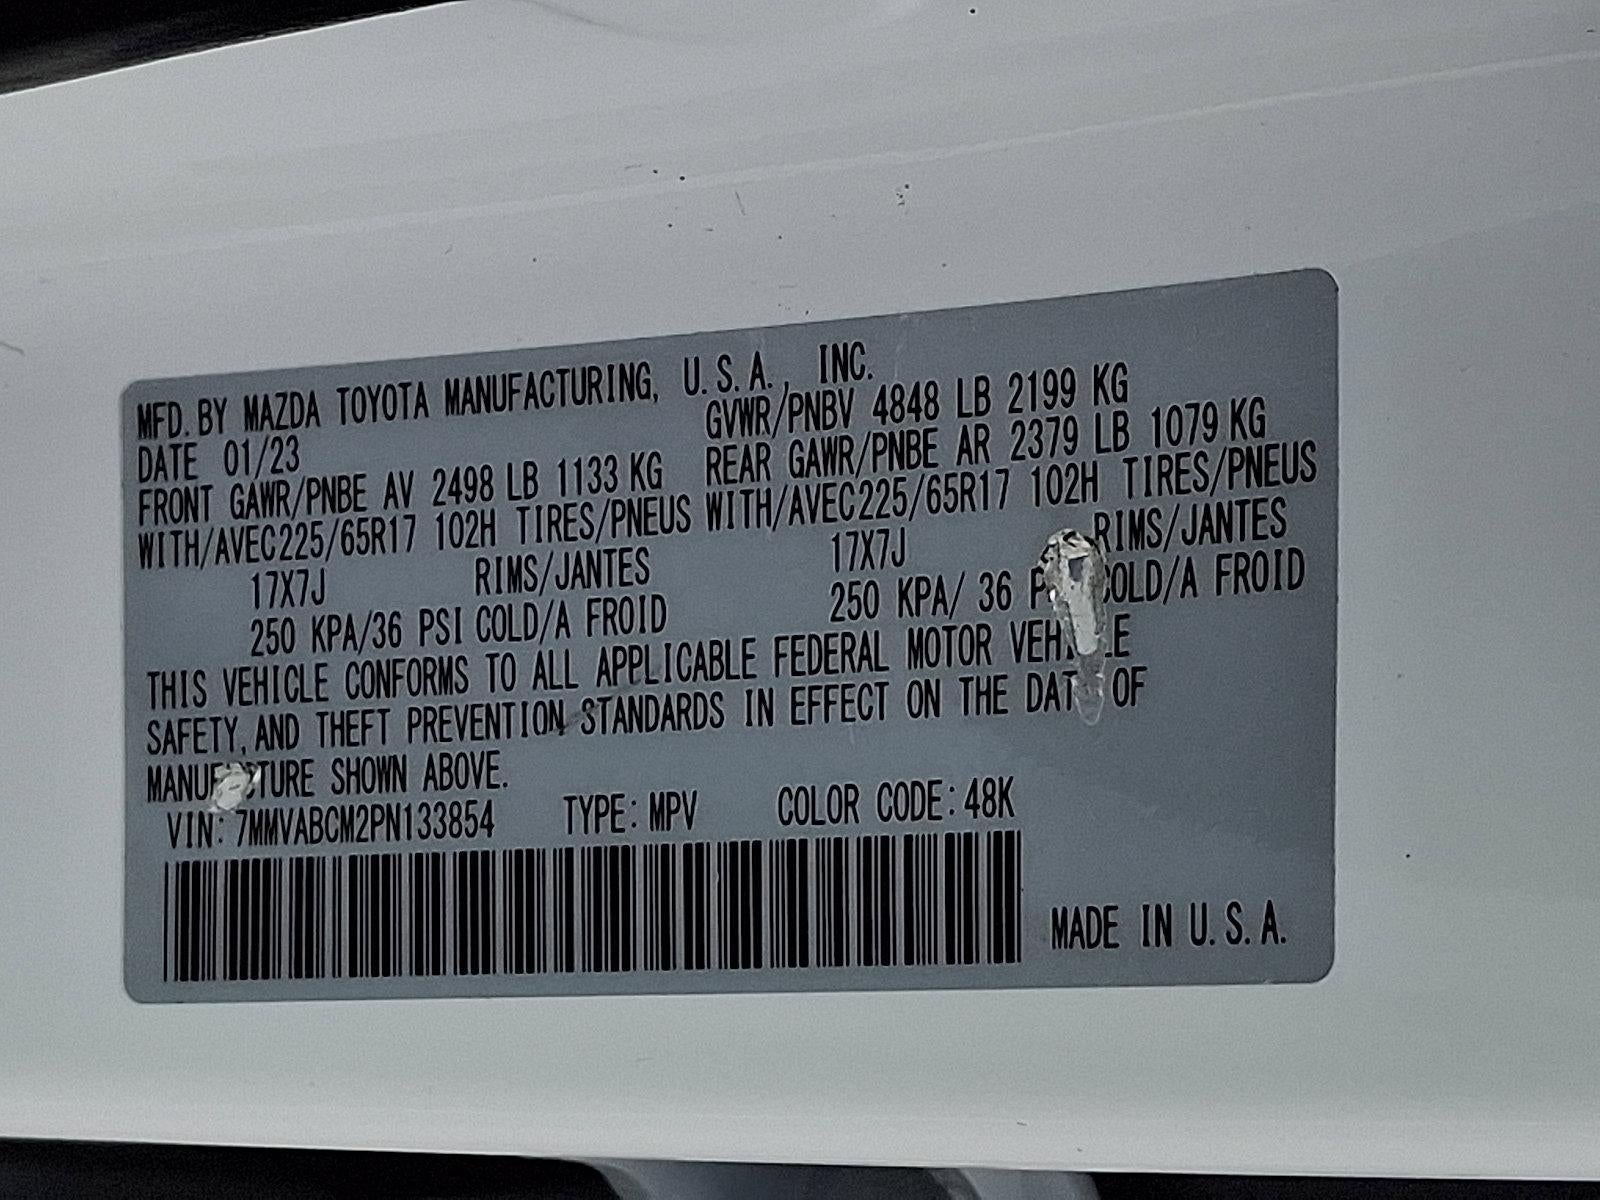 MFD. BY MAZDA TOYOTA MANUFACTURING, U.S.A., INC.
DATE 01/23 GVWR/PNBV 4848 LB 2199 KG
FRONT GAWR/PNBE AV 2498 LB 1133 KG REAR GAWR/PNBE AR 2379 LB 1079 KG
WITH/AVEC225/65R17 102H TIRES/PNEUS WITH/AVEC225/65R17 102H TIRES/PNEUS
17X7J RIMS/JANTES 17X7J RIMS/JANTES
250 KPA/36 PSI COLD/A FROID 250 KPA/ 36 COLD/A FROID
THIS VEHICLE CONFORMS TO ALL APPLICABLE FEDERAL MOTOR VEHICLE
SAFETY, AND THEFT PREVENTION STANDARDS IN EFFECT ON THE DATE OF
MANUFACTURE SHOWN ABOVE.
VIN: 7MMVABCM2PN133854 TYPE: MPV COLOR CODE: 48K
MADE IN U.S.A.